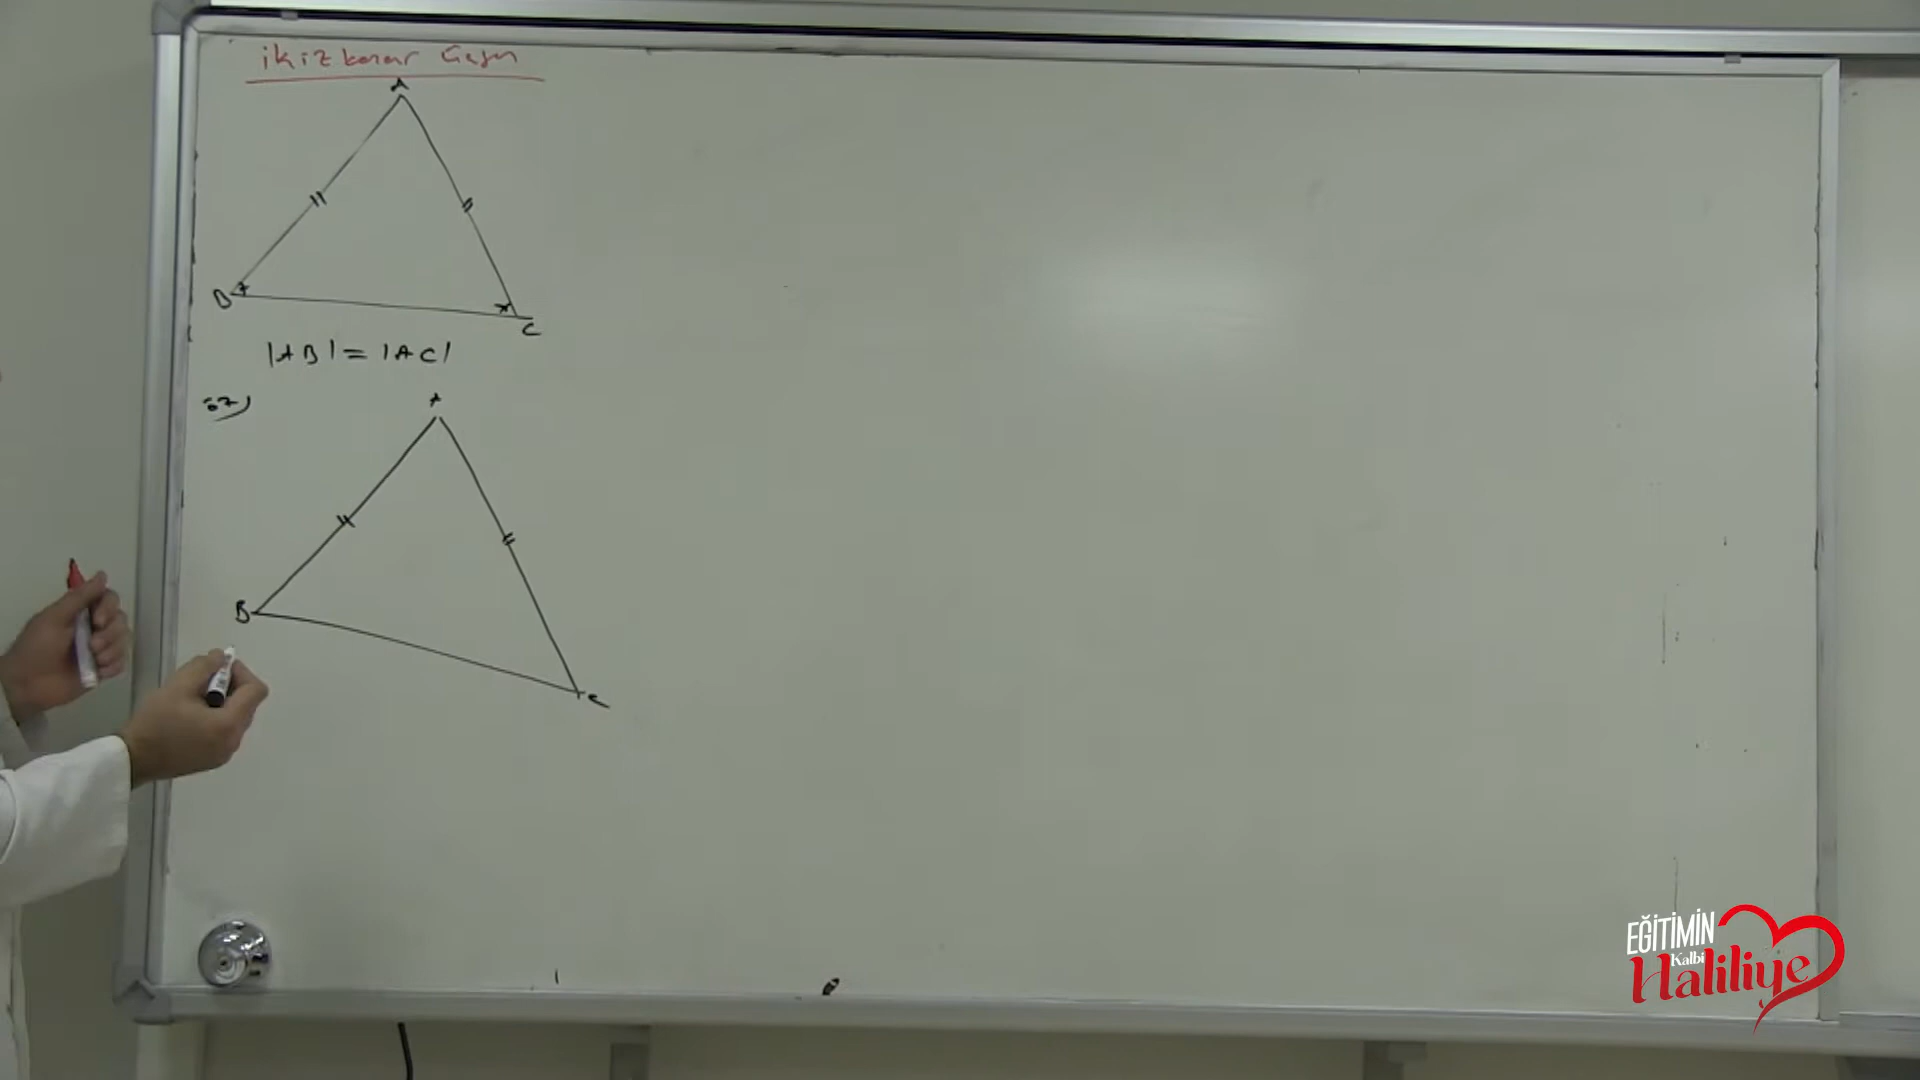 ikizkenar Üçgen
A
B
C
|AB| = |AC|
A
B
C
EĞİTİMİN
Kalbi
Haliliye